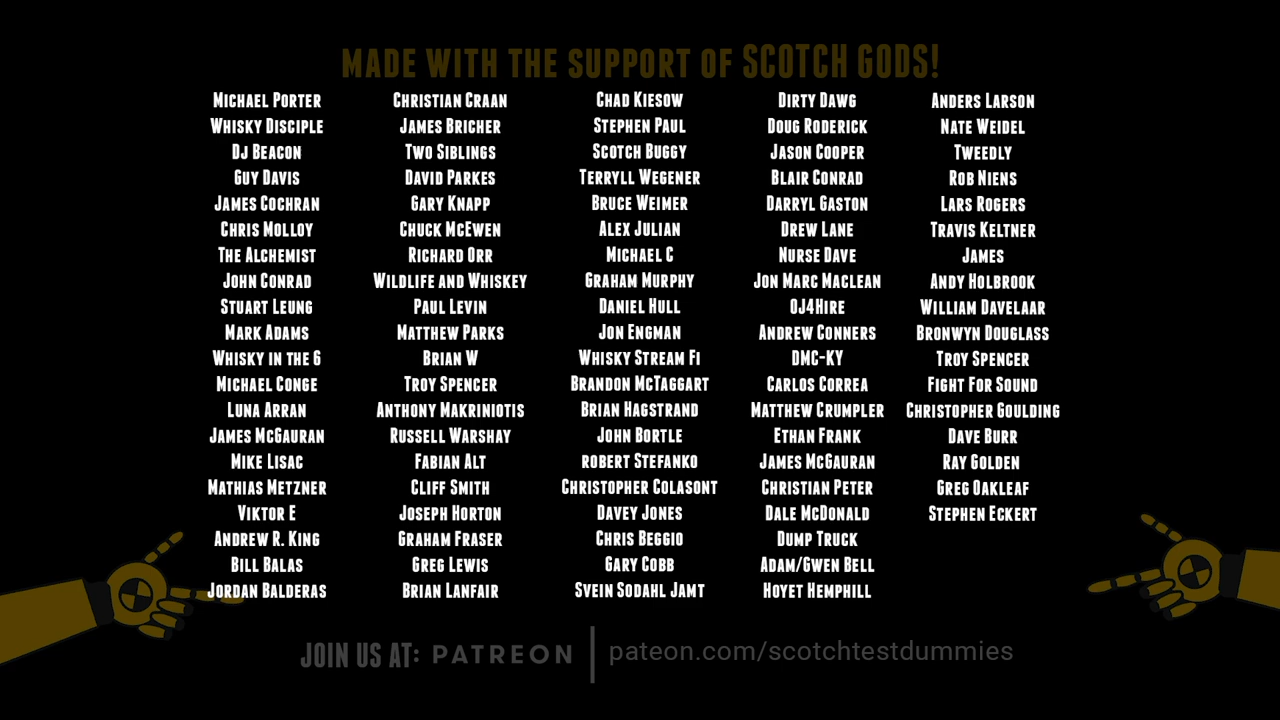 MADE WITH THE SUPPORT OF SCOTCH GODS!
MICHAEL PORTER
WHISKY DISCIPLE
DJ BEACON
GUY DAVIS
JAMES COCHRAN
CHRIS MOLLOY
THE ALCHEMIST
JOHN CONRAD
STUART LEUNG
MARK ADAMS
WHISKY IN THE 6
MICHAEL CONGE
LUNA ARRAN
JAMES MCGAURAN
MIKE LISAC
MATHIAS METZNER
VIKTOR E
ANDREW R. KING
BILL BALAS
JORDAN BALDERAS
CHRISTIAN CRAAN
JAMES BRICHER
TWO SIBLINGS
DAVID PARKES
GARY KNAPP
CHUCK MCEWEN
RICHARD ORR
WILDLIFE AND WHISKEY
PAUL LEVIN
MATTHEW PARKS
BRIAN W
TROY SPENCER
ANTHONY MAKRINIOTIS
RUSSELL WARSHAY
FABIAN ALT
CLIFF SMITH
JOSEPH HORTON
GRAHAM FRASER
GREG LEWIS
BRIAN LANFAIR
CHAD KIESOW
STEPHEN PAUL
SCOTCH BUGGY
TERRYLL WEGENER
BRUCE WEIMER
ALEX JULIAN
MICHAEL C
GRAHAM MURPHY
DANIEL HULL
JON ENGMAN
WHISKY STREAM FI
BRANDON MCTAGGART
BRIAN HAGSTRAND
JOHN BORTLE
ROBERT STEFANKO
CHRISTOPHER COLASONT
DAVEY JONES
CHRIS BEGGIO
GARY COBB
SVEIN SODAHL JAMT
DIRTY DAWG
DOUG RODERICK
JASON COOPER
BLAIR CONRAD
DARRYL GASTON
DREW LANE
NURSE DAVE
JON MARC MACLEAN
OJ4HIRE
ANDREW CONNERS
DMC-KY
CARLOS CORREA
MATTHEW CRUMPLER
ETHAN FRANK
JAMES MCGAURAN
CHRISTIAN PETER
DALE MCDONALD
DUMP TRUCK
ADAM/GWEN BELL
HOYET HEMPHILL
ANDERS LARSON
NATE WEIDEL
TWEEDLY
ROB NIENS
LARS ROGERS
TRAVIS KELTNER
JAMES
ANDY HOLBROOK
WILLIAM DAVELAAR
BRONWYN DOUGLASS
TROY SPENCER
FIGHT FOR SOUND
CHRISTOPHER GOULDING
DAVE BURR
RAY GOLDEN
GREG OAKLEAF
STEPHEN ECKERT
JOIN US AT: PATREON | pateon.com/scotchtestdummies